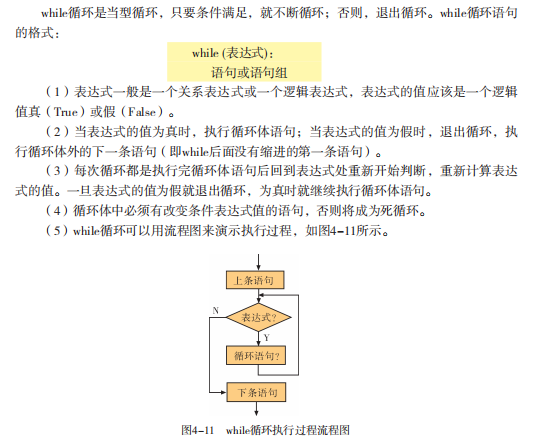 while循环是当型循环，只要条件满足，就不断循环；否则，退出循环。while循环语句
的格式：
while (表达式)：
语句或语句组
（1）表达式一般是一个关系表达式或一个逻辑表达式，表达式的值应该是一个逻辑
值真（True）或假（False）。
（2）当表达式的值为真时，执行循环体语句；当表达式的值为假时，退出循环，执
行循环体外的下一条语句（即while后面没有缩进的第一条语句）。
（3）每次循环都是执行完循环体语句后回到表达式处重新开始判断，重新计算表达
式的值。一旦表达式的值为假就退出循环，为真时就继续执行循环体语句。
（4）循环体中必须有改变条件表达式值的语句，否则将成为死循环。
（5）while循环可以用流程图来演示执行过程，如图4-11所示。
上条语句
N
表达式？
Y
循环语句？
下条语句
图4-11 while循环执行过程流程图